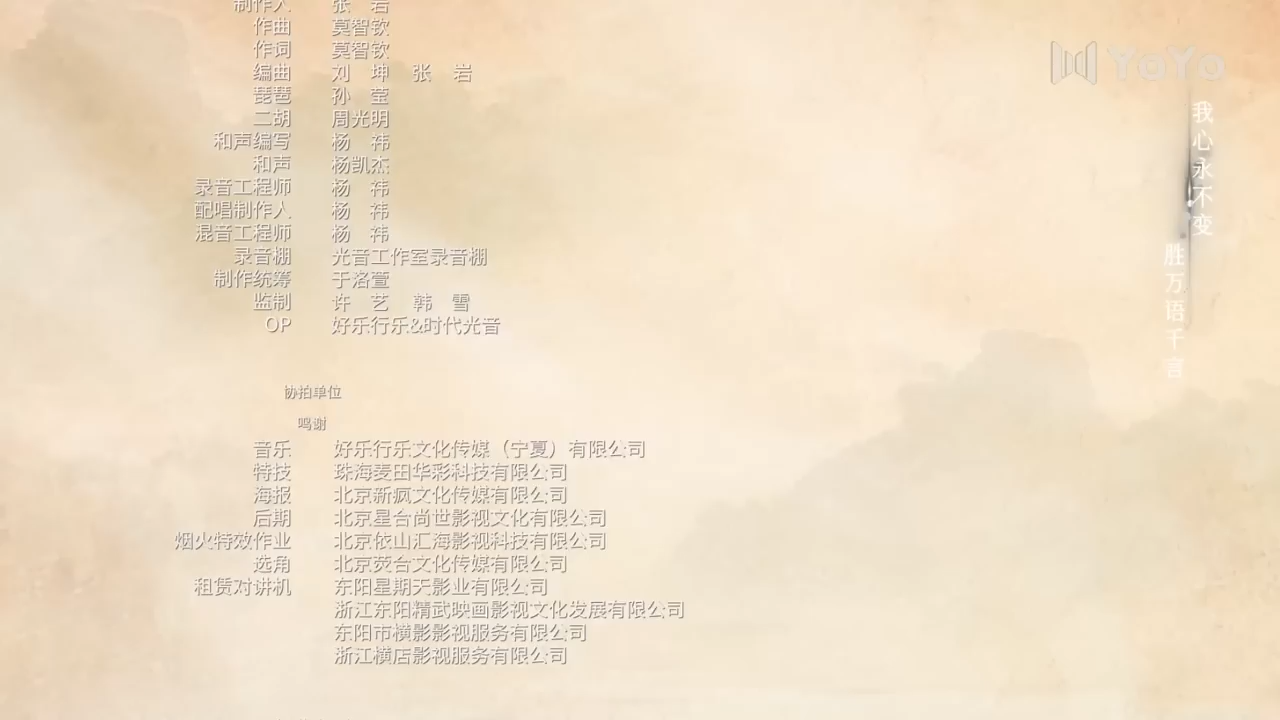 制作人 张 岩
作曲 莫智钦
作词 莫智钦
编曲 刘 坤 张 岩
琵琶 孙 莹
二胡 周光明
和声编写 杨 祎
和声 杨凯杰
录音工程师 杨 祎
配唱制作人 杨 祎
混音工程师 杨 祎
录音棚 光音工作室录音棚
制作统筹 于洛萱
监制 许 艺 韩 雪
OP 好乐行乐&时代光音
协拍单位
鸣谢
音乐 好乐行乐文化传媒（宁夏）有限公司
特技 珠海麦田华彩科技有限公司
海报 北京新疯文化传媒有限公司
后期 北京星合尚世影视文化有限公司
烟火特效作业 北京依山汇海影视科技有限公司
选角 北京荧合文化传媒有限公司
租赁对讲机 东阳星期天影业有限公司
浙江东阳精武映画影视文化发展有限公司
东阳市横影影视服务有限公司
浙江横店影视服务有限公司
YoYo
我心永不变
胜万语千言